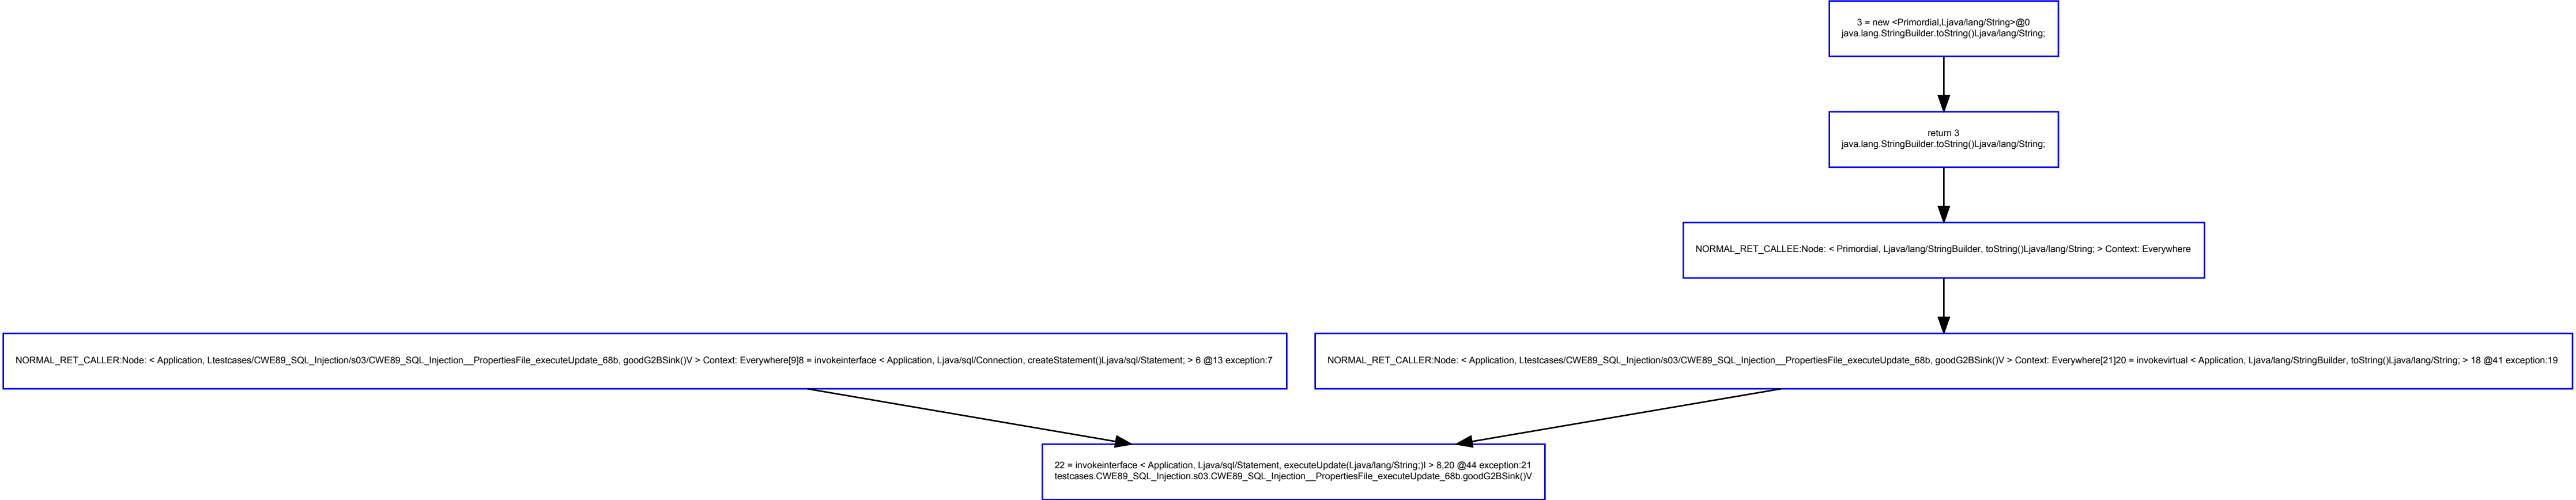 3 = new <Primordial,Ljava/lang/String>@0
java.lang.StringBuilder.toString()Ljava/lang/String;
return 3
java.lang.StringBuilder.toString()Ljava/lang/String;
NORMAL_RET_CALLEE:Node: < Primordial, Ljava/lang/StringBuilder, toString()Ljava/lang/String; > Context: Everywhere
NORMAL_RET_CALLER:Node: < Application, Ltestcases/CWE89_SQL_Injection/s03/CWE89_SQL_Injection__PropertiesFile_executeUpdate_68b, goodG2BSink()V > Context: Everywhere[9]8 = invokeinterface < Application, Ljava/sql/Connection, createStatement()Ljava/sql/Statement; > 6 @13 exception:7
NORMAL_RET_CALLER:Node: < Application, Ltestcases/CWE89_SQL_Injection/s03/CWE89_SQL_Injection__PropertiesFile_executeUpdate_68b, goodG2BSink()V > Context: Everywhere[21]20 = invokevirtual < Application, Ljava/lang/StringBuilder, toString()Ljava/lang/String; > 18 @41 exception:19
22 = invokeinterface < Application, Ljava/sql/Statement, executeUpdate(Ljava/lang/String;)I > 8,20 @44 exception:21
testcases.CWE89_SQL_Injection.s03.CWE89_SQL_Injection__PropertiesFile_executeUpdate_68b.goodG2BSink()V